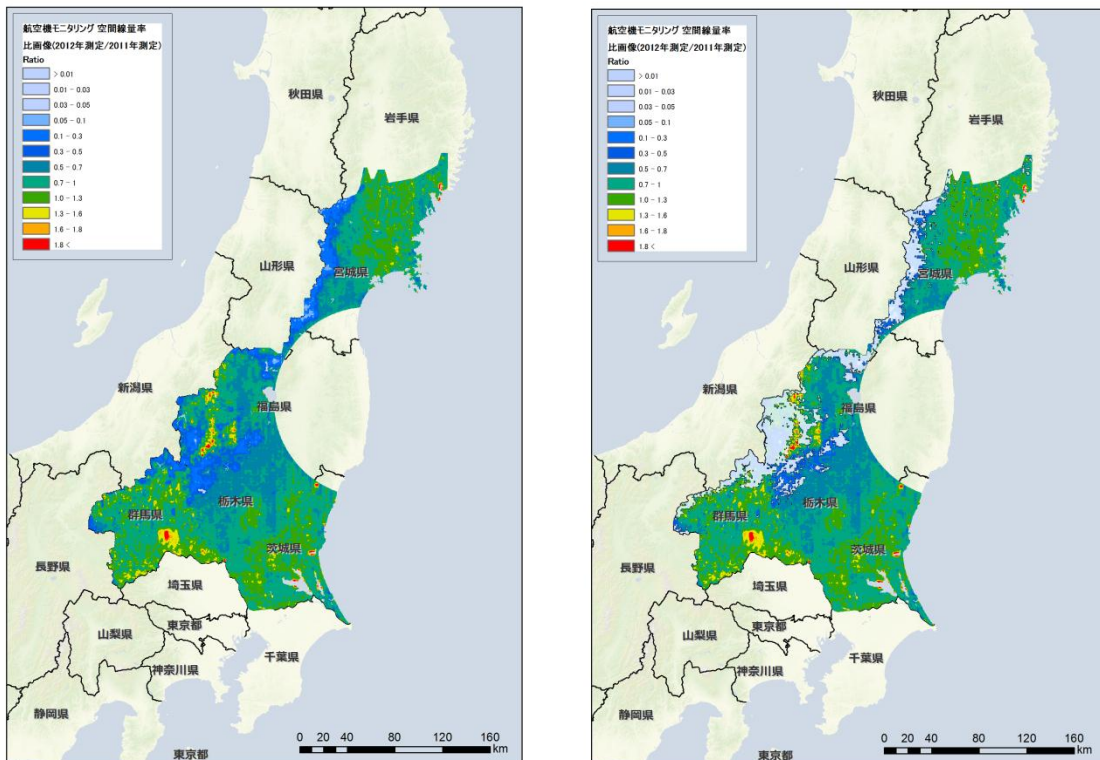 航空機モニタリング 空間線量率
比画像(2012年測定/2011年測定)
Ratio
> 0.01
0.01 - 0.03
0.03 - 0.05
0.05 - 0.1
0.1 - 0.3
0.3 - 0.5
0.5 - 0.7
0.7 - 1
1.0 - 1.3
1.3 - 1.6
1.6 - 1.8
1.8 <
秋田県
岩手県
山形県
宮城県
新潟県
福島県
栃木県
群馬県
茨城県
長野県
埼玉県
山梨県
東京都
神奈川県
千葉県
静岡県
東京都
0 20 40 80 120 160
km
航空機モニタリング 空間線量率
比画像(2012年測定/2011年測定)
Ratio
> 0.01
0.01 - 0.03
0.03 - 0.05
0.05 - 0.1
0.1 - 0.3
0.3 - 0.5
0.5 - 0.7
0.7 - 1
1.0 - 1.3
1.3 - 1.6
1.6 - 1.8
1.8 <
秋田県
岩手県
山形県
宮城県
新潟県
福島県
栃木県
群馬県
茨城県
長野県
埼玉県
山梨県
東京都
神奈川県
千葉県
静岡県
東京都
0 20 40 80 120 160
km